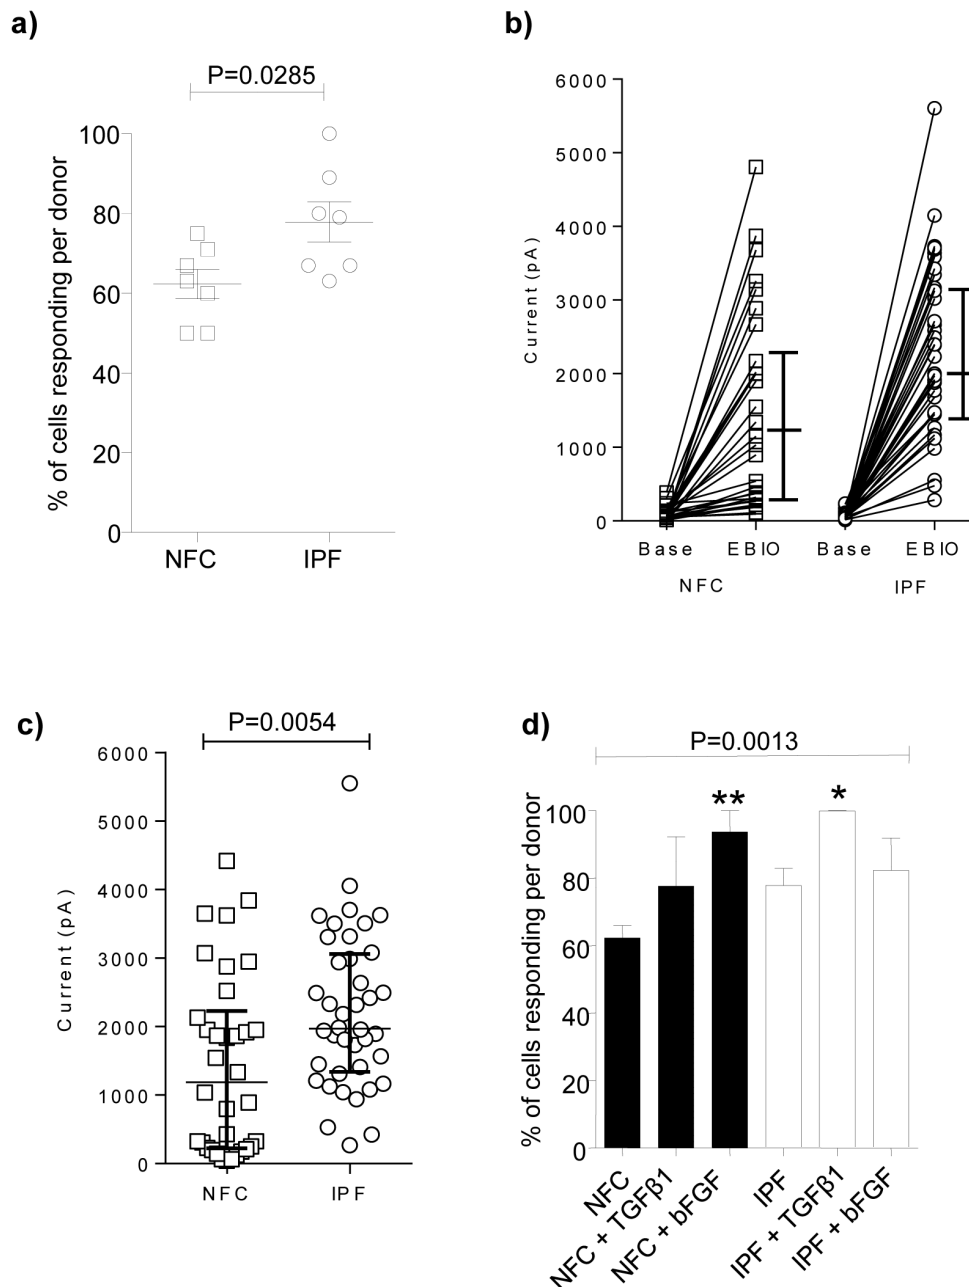 a)
P=0.0285
% of cells responding per donor
100
80
60
40
20
0
NFC
IPF
b)
Current (pA)
6000
5000
4000
3000
2000
1000
0
Base
EBIO
Base
EBIO
NFC
IPF
c)
P=0.0054
Current (pA)
6000
5000
4000
3000
2000
1000
0
NFC
IPF
d)
P=0.0013
% of cells responding per donor
100
80
60
40
20
0
**
*
NFC
NFC + TGFβ1
NFC + bFGF
IPF
IPF + TGFβ1
IPF + bFGF